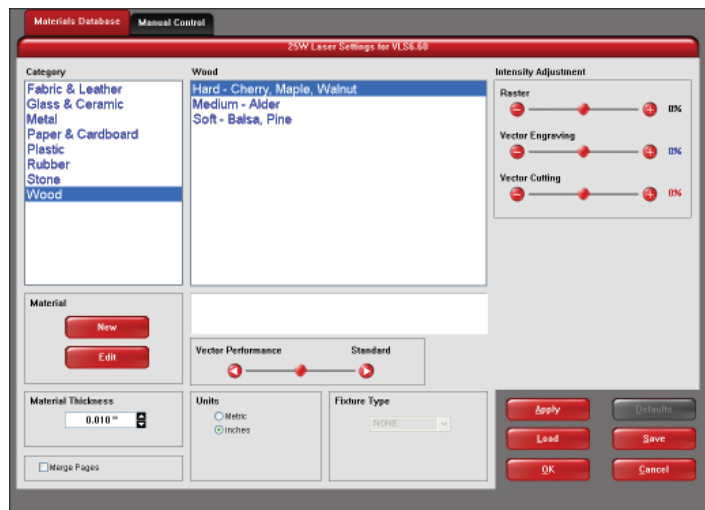 Materials Database
Manual Control
25W Laser Settings for VLS6.60
Category
Fabric & Leather
Glass & Ceramic
Metal
Paper & Cardboard
Plastic
Rubber
Stone
Wood
Wood
Hard - Cherry, Maple, Walnut
Medium - Alder
Soft - Balsa, Pine
Intensity Adjustment
Raster
0%
Vector Engraving
0%
Vector Cutting
0%
Material
New
Edit
Vector Performance
Standard
Material Thickness
0.010 "
Units
Metric
inches
Fixture Type
NONE
Merge Pages
Apply
Defaults
Load
Save
OK
Cancel